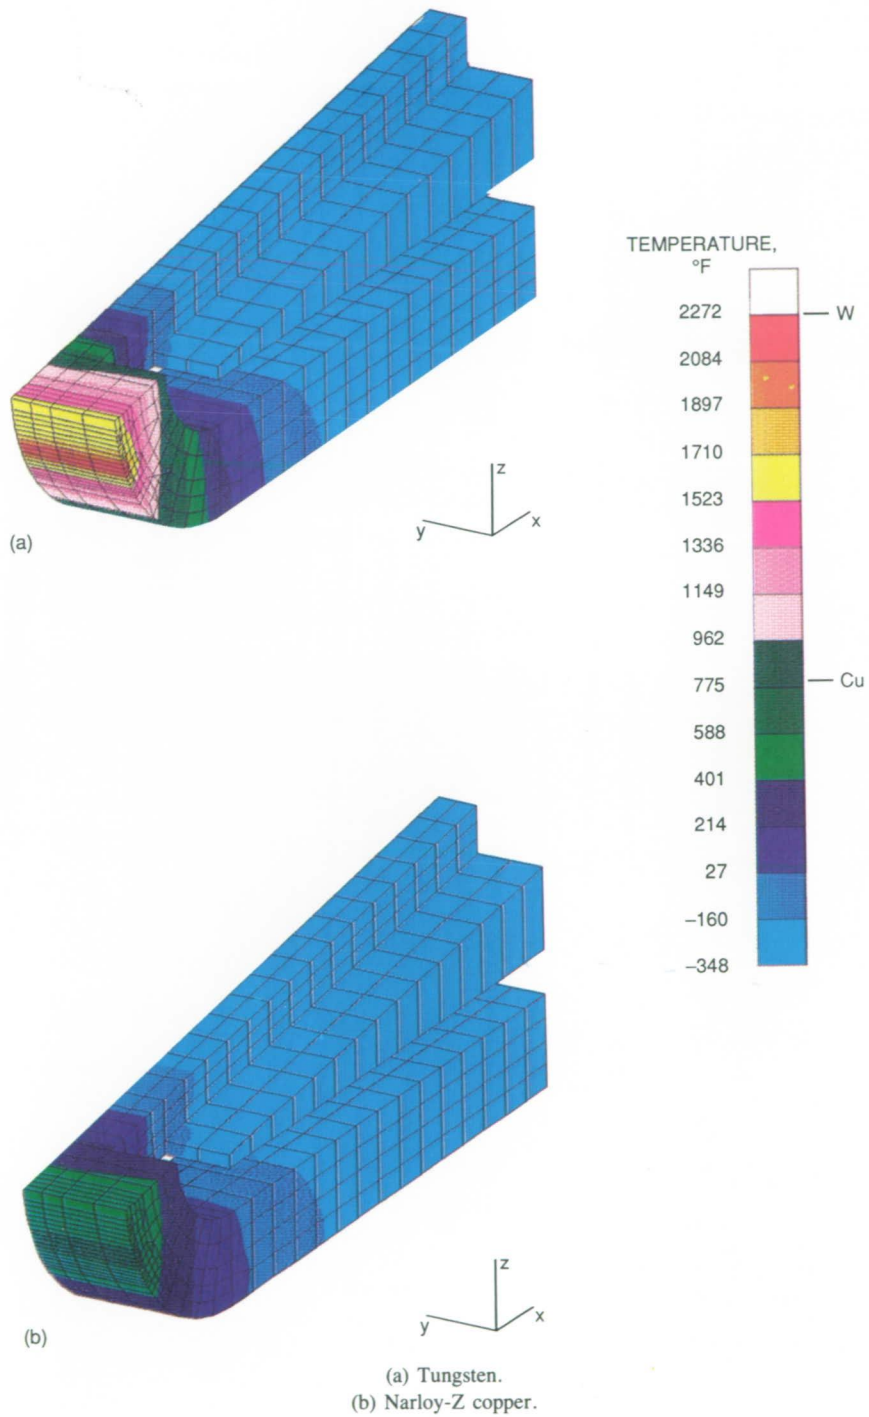 TEMPERATURE,
°F
2272
W
2084
1897
1710
1523
1336
1149
962
775
Cu
588
401
214
27
−160
−348
z
y
x
(a)
z
y
x
(b)
(a) Tungsten.
(b) Narloy-Z copper.